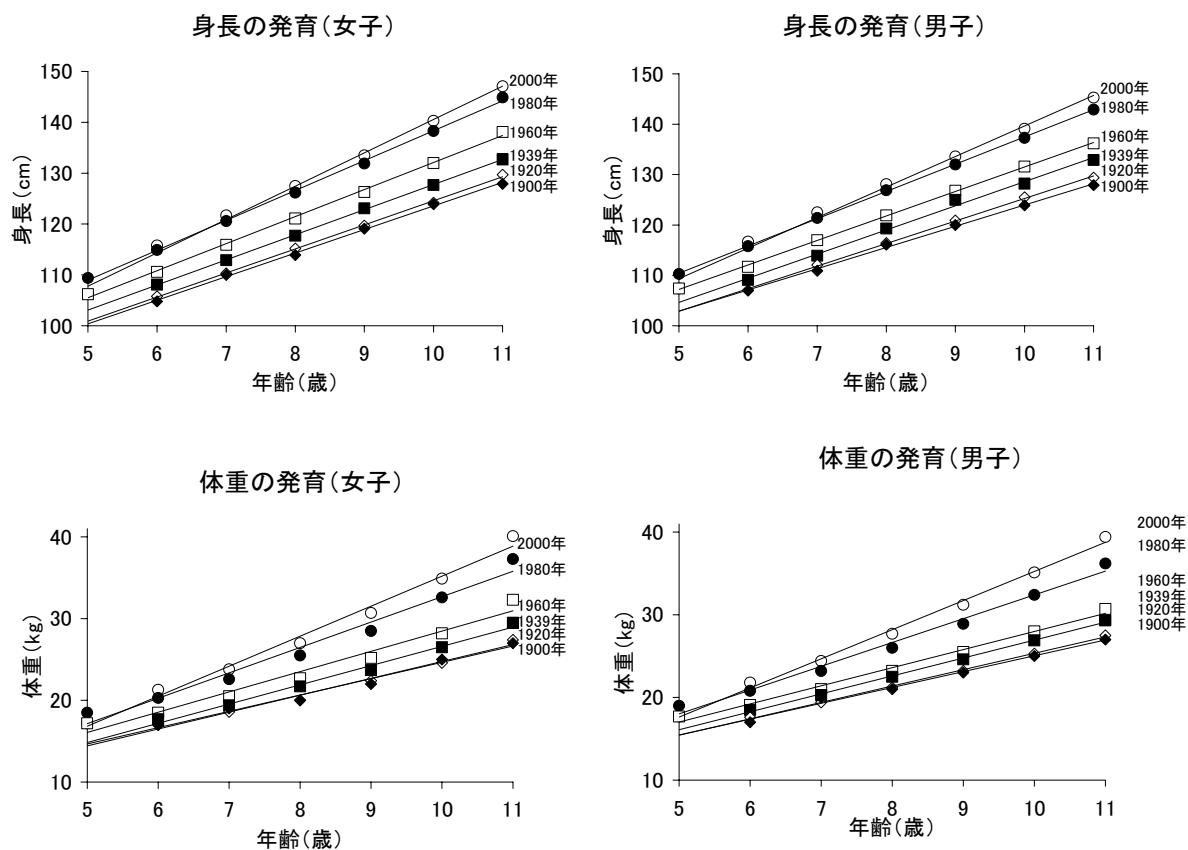 身長の発育(女子)
150
140
130
120
110
100
身長(cm)
2000年
1980年
1960年
1939年
1920年
1900年
5 6 7 8 9 10 11
年齢(歳)
身長の発育(男子)
150
140
130
120
110
100
身長(cm)
2000年
1980年
1960年
1939年
1920年
1900年
5 6 7 8 9 10 11
年齢(歳)
体重の発育(女子)
40
30
20
10
体重(kg)
2000年
1980年
1960年
1939年
1920年
1900年
5 6 7 8 9 10 11
年齢(歳)
体重の発育(男子)
40
30
20
10
体重(kg)
2000年
1980年
1960年
1939年
1920年
1900年
5 6 7 8 9 10 11
年齢(歳)